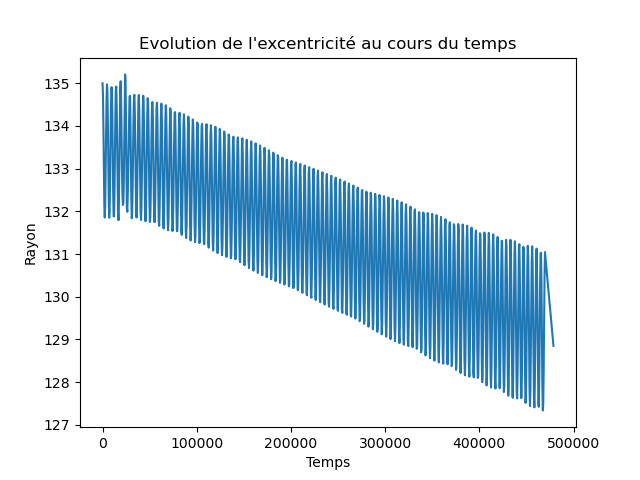 Evolution de l'excentricité au cours du temps
135
134
133
132
131
130
129
128
127
Rayon
0 100000 200000 300000 400000 500000
Temps